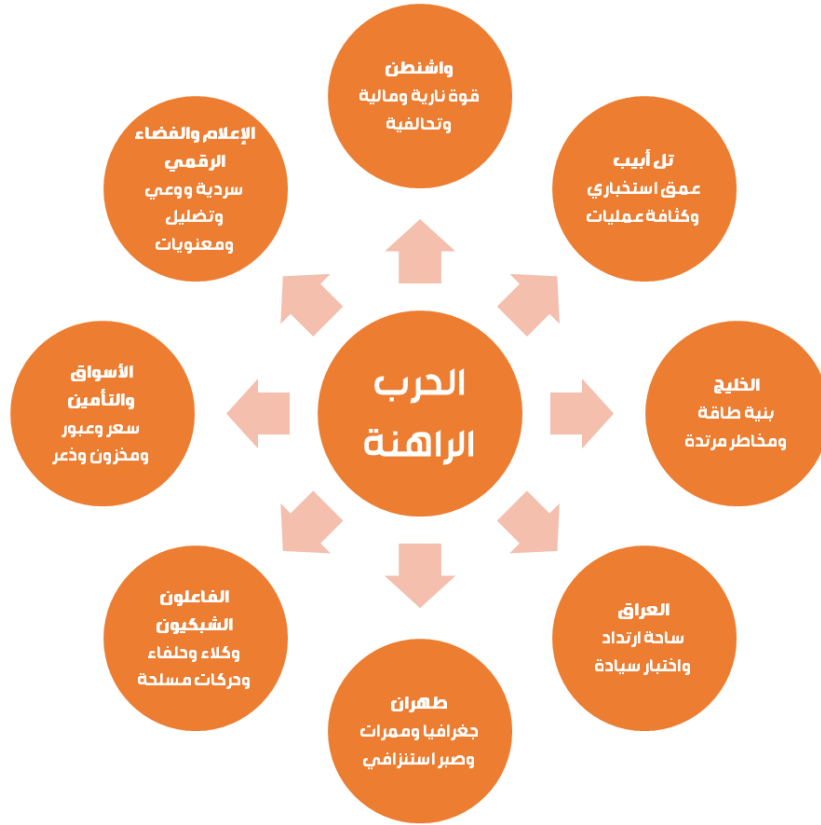 الحرب
الراهنة
واشنطن
قوة نارية ومالية
وتحالفية
تل أبيب
عمق استخباري
وكثافة عمليات
الخليج
بنية طاقة
ومخاطر مرتدة
العراق
ساحة ارتداد
واختبار سيادة
طهران
جغرافيا وممرات
وصبر استنزافي
الفاعلون
الشبكيون
وكلاء وحلفاء
وحركات مسلحة
الأسواق
والتأمين
سعر وعبور
ومخزون وذعر
الإعلام والفضاء
الرقمي
سردية ووعي
وتضليل
ومعنويات